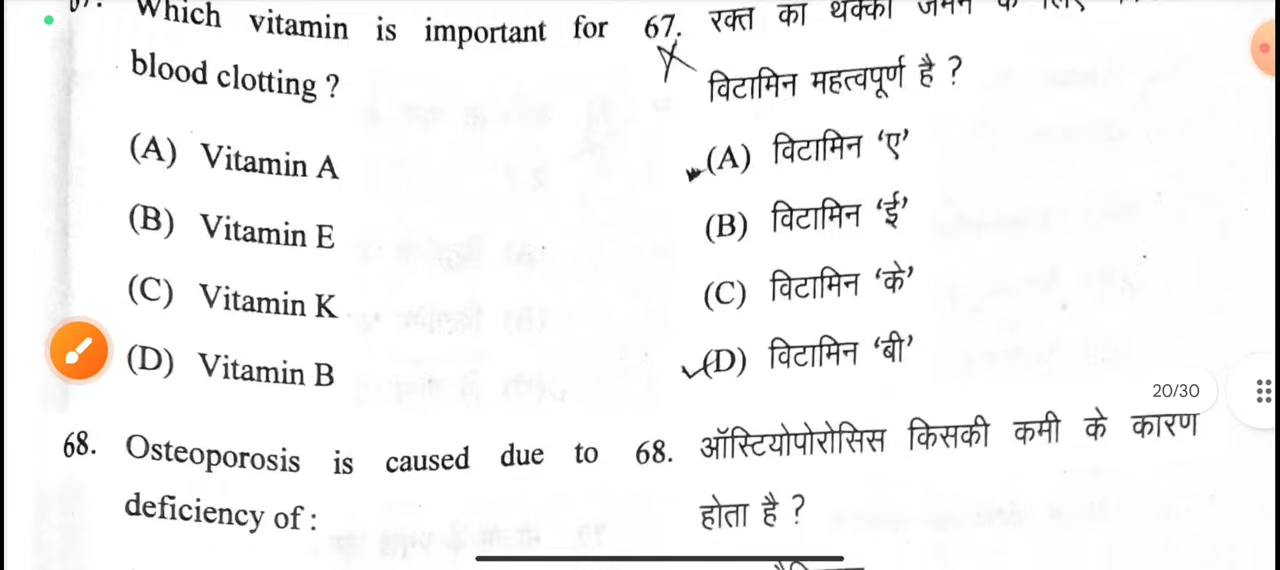 Which vitamin is important for
blood clotting ?
(A) Vitamin A
(B) Vitamin E
(C) Vitamin K
(D) Vitamin B
68. Osteoporosis is caused due to
deficiency of :
67. रक्त का थक्का जमने के लिए
विटामिन महत्वपूर्ण है ?
(A) विटामिन ‘ए’
(B) विटामिन ‘ई’
(C) विटामिन ‘के’
(D) विटामिन ‘बी’
68. ऑस्टियोपोरोसिस किसकी कमी के कारण
होता है ?
20/30